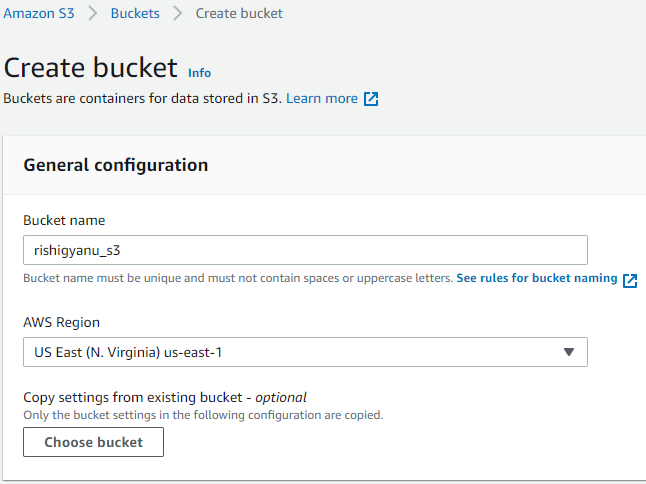 Amazon S3 > Buckets > Create bucket
Create bucket Info
Buckets are containers for data stored in S3. Learn more
General configuration
Bucket name
rishigyanu_s3
Bucket name must be unique and must not contain spaces or uppercase letters. See rules for bucket naming
AWS Region
US East (N. Virginia) us-east-1
Copy settings from existing bucket - optional
Only the bucket settings in the following configuration are copied.
Choose bucket